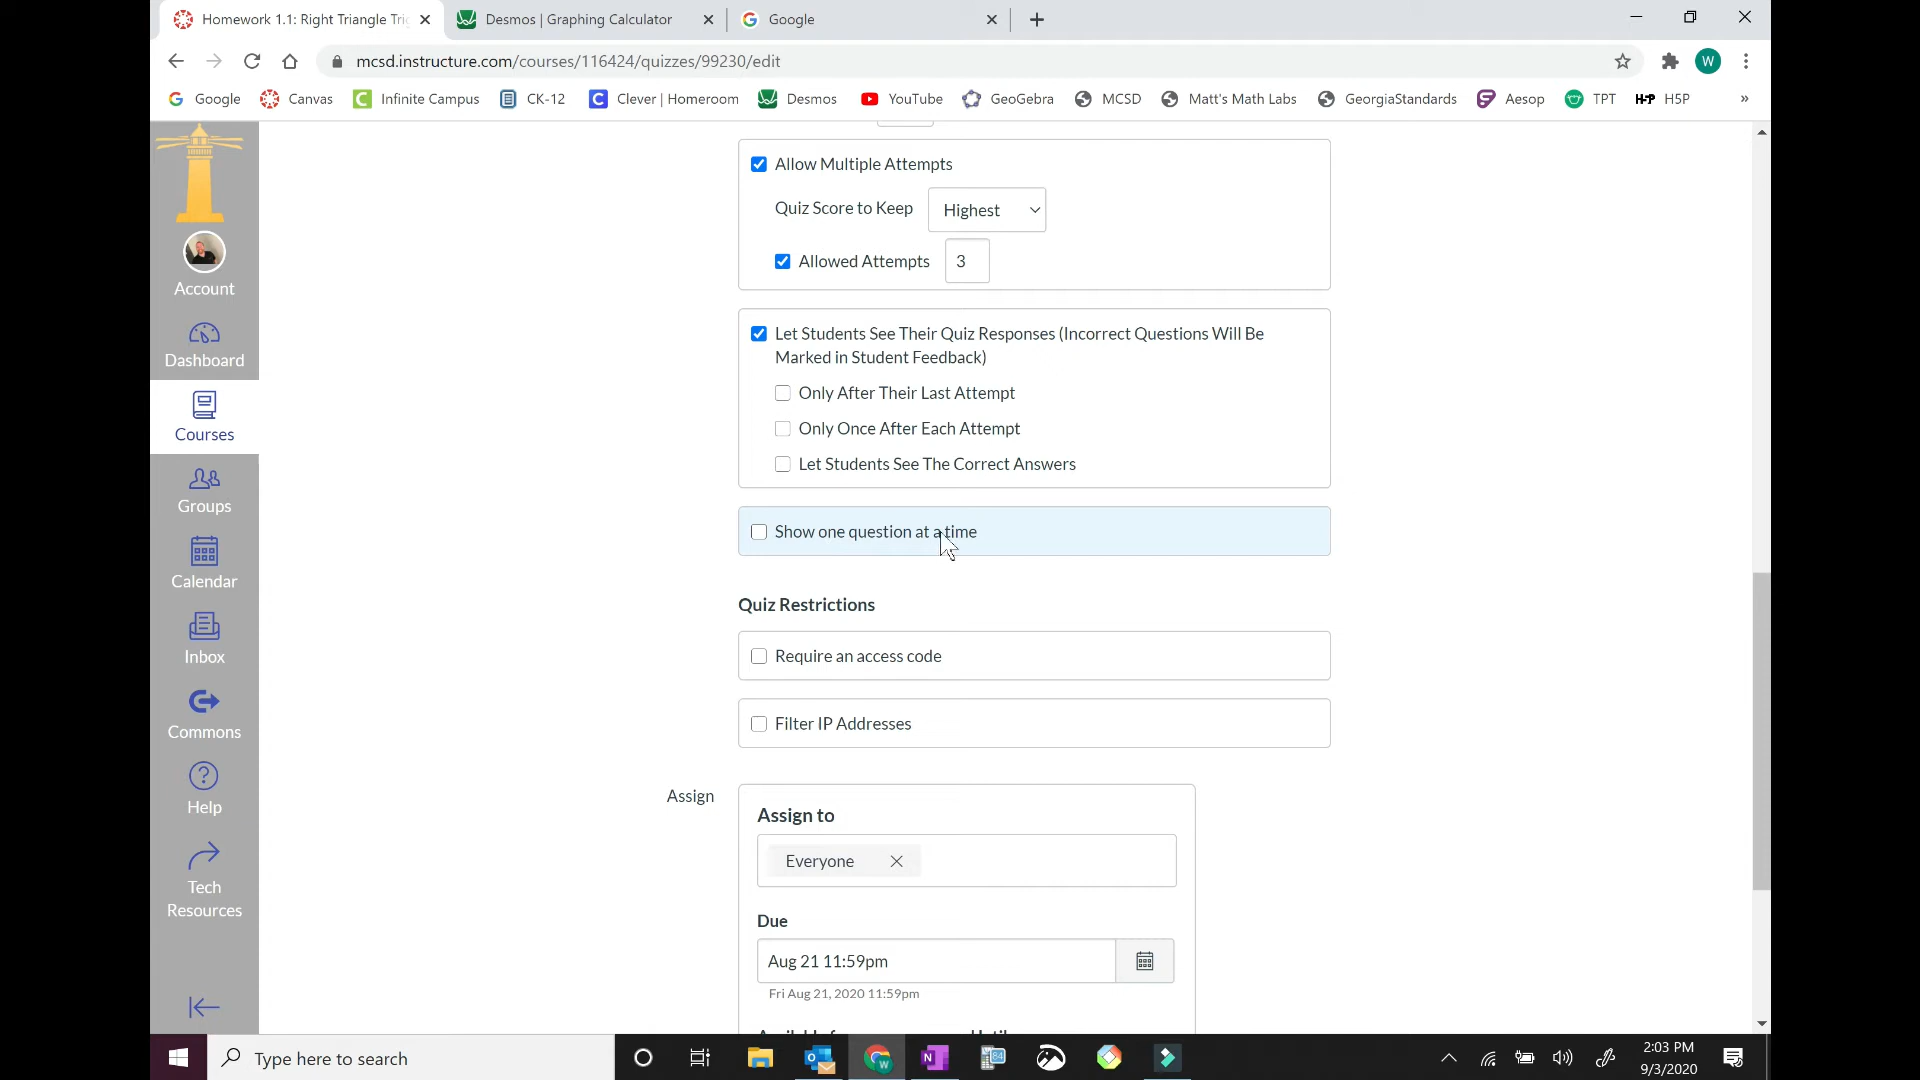 Homework 1.1: Right Triangle Trig
Desmos | Graphing Calculator
Google
mcsd.instructure.com/courses/116424/quizzes/99230/edit
W
Google
Canvas
Infinite Campus
CK-12
Clever | Homeroom
Desmos
YouTube
GeoGebra
MCSD
Matt's Math Labs
GeorgiaStandards
Aesop
TPT
H5P
»
Account
Dashboard
Courses
Groups
Calendar
Inbox
Commons
Help
Tech
Resources
Allow Multiple Attempts
Quiz Score to Keep
Highest
Allowed Attempts
3
Let Students See Their Quiz Responses (Incorrect Questions Will Be
Marked in Student Feedback)
Only After Their Last Attempt
Only Once After Each Attempt
Let Students See The Correct Answers
Show one question at a time
Quiz Restrictions
Require an access code
Filter IP Addresses
Assign
Assign to
Everyone
Due
Aug 21 11:59pm
Fri Aug 21, 2020 11:59pm
Type here to search
2:03 PM
9/3/2020